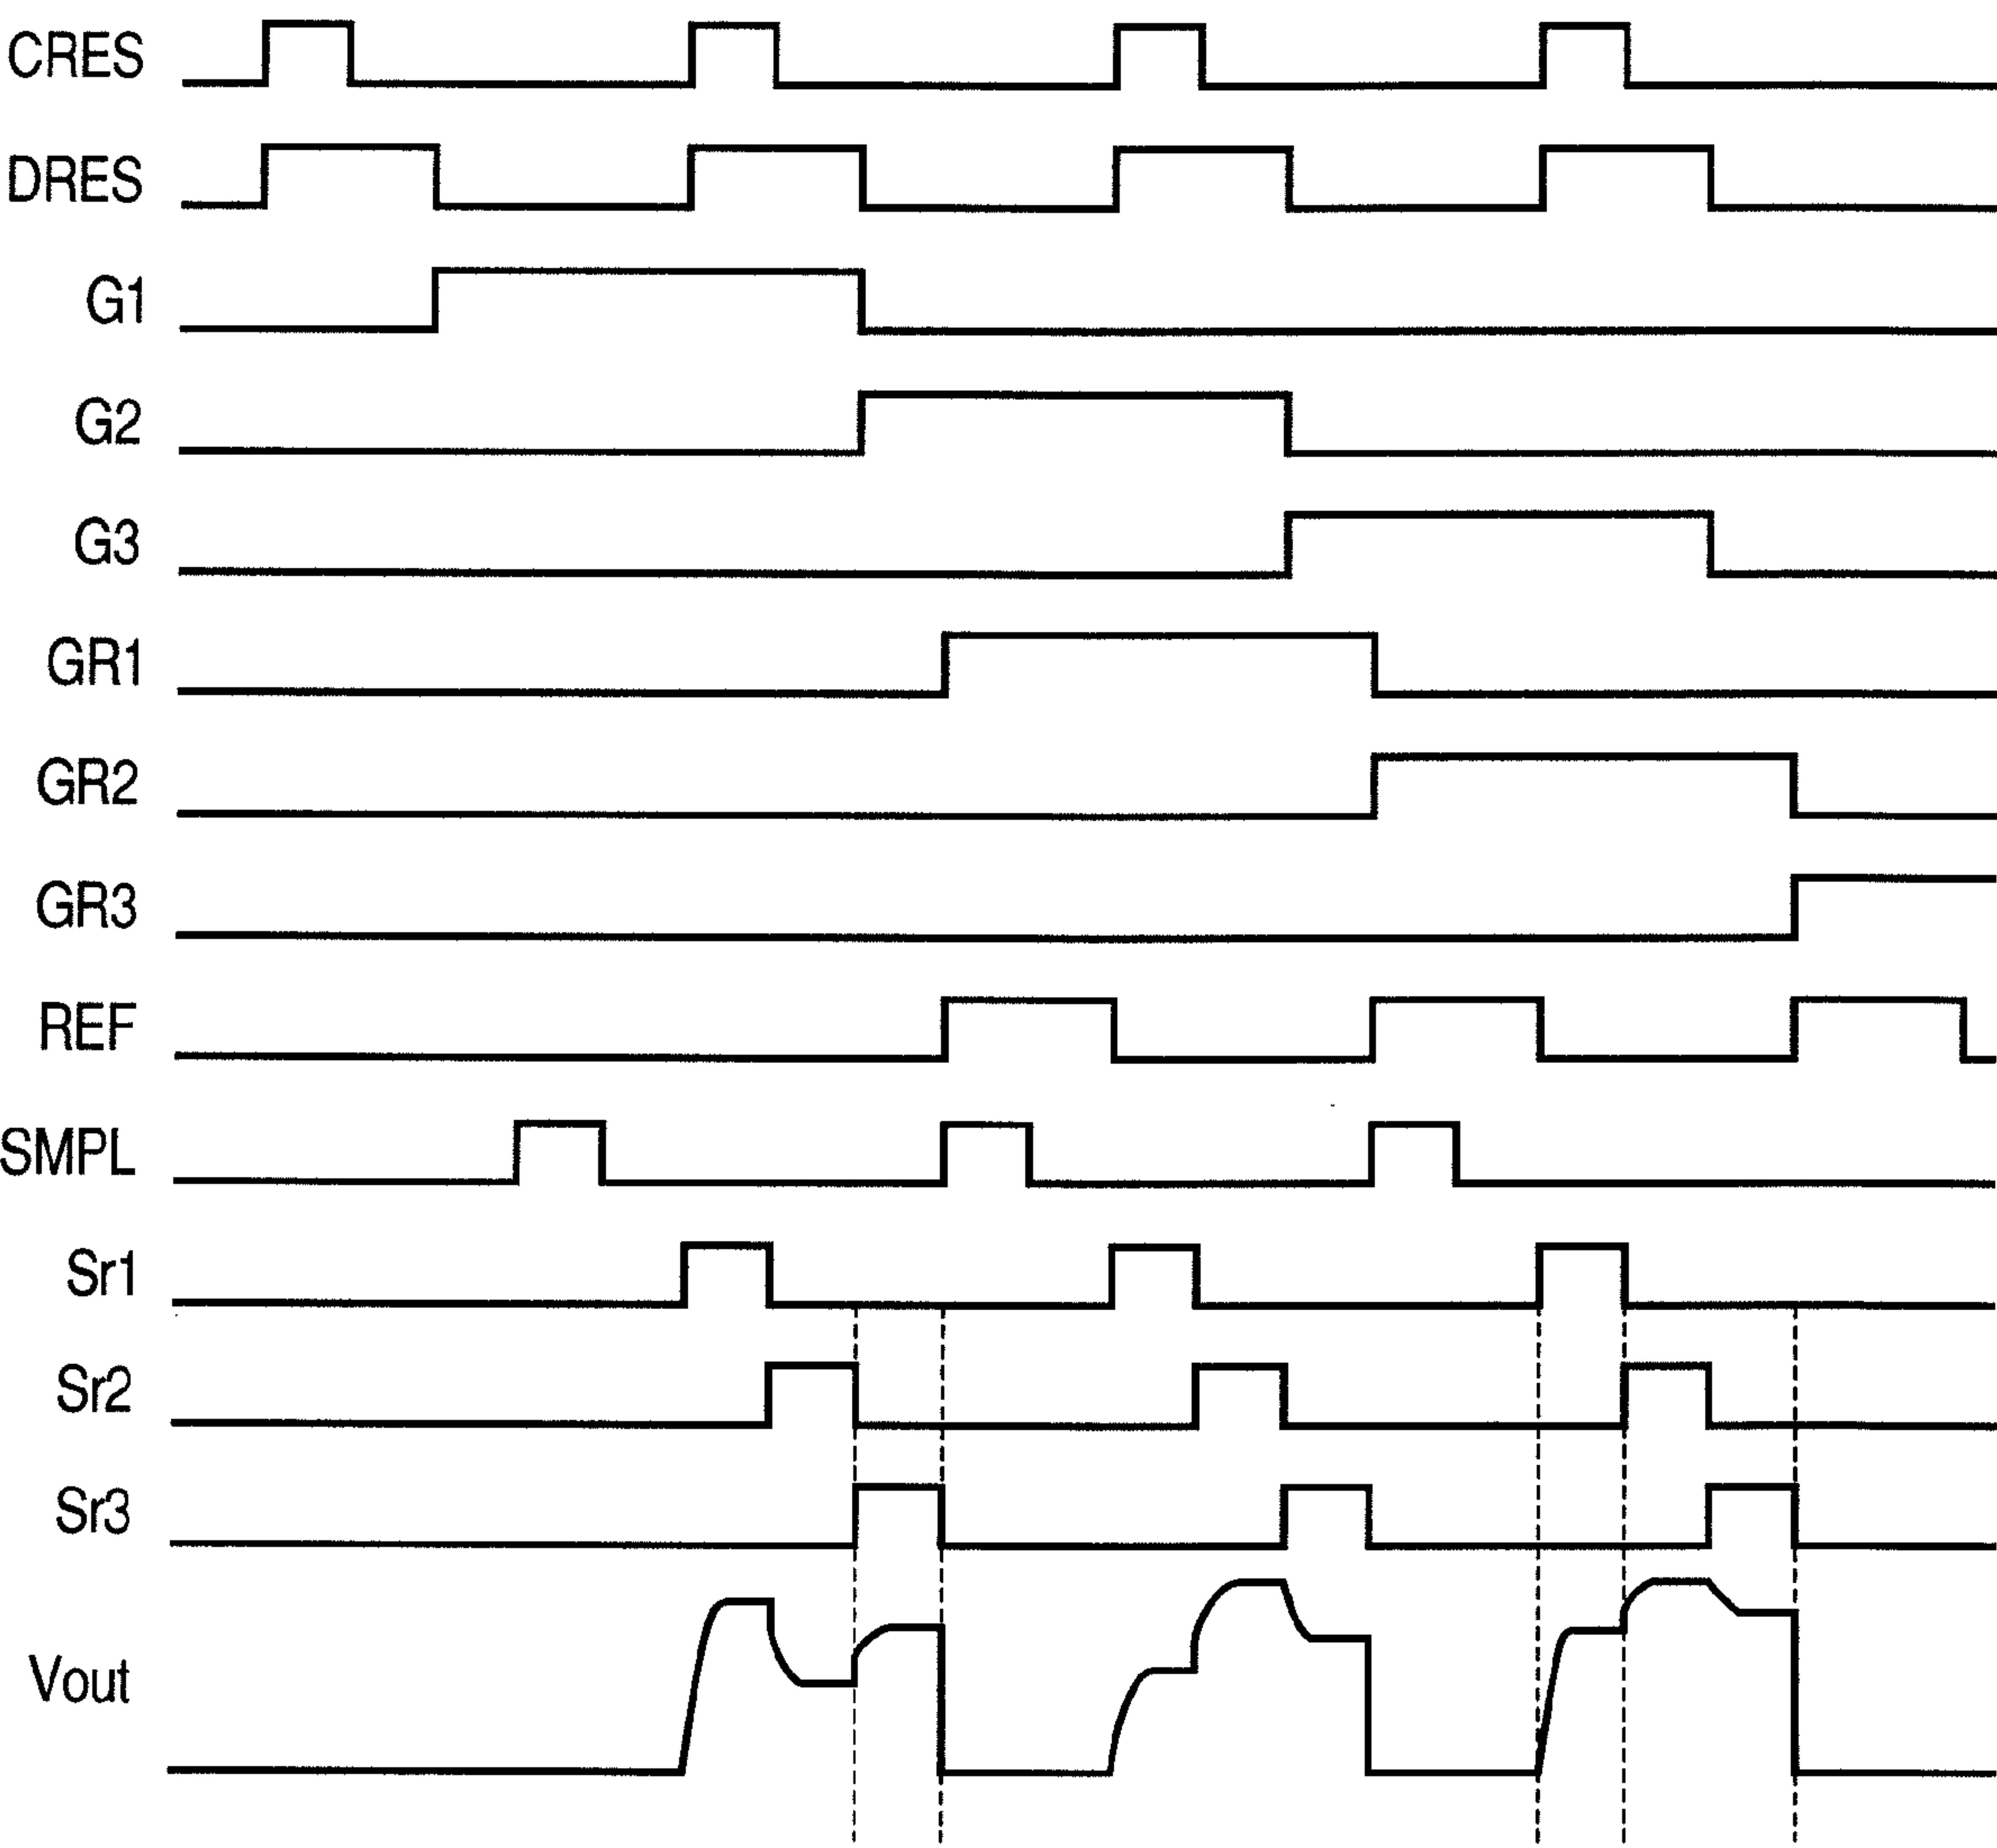 CRES
DRES
G1
G2
G3
GR1
GR2
GR3
REF
SMPL
Sr1
Sr2
Sr3
Vout